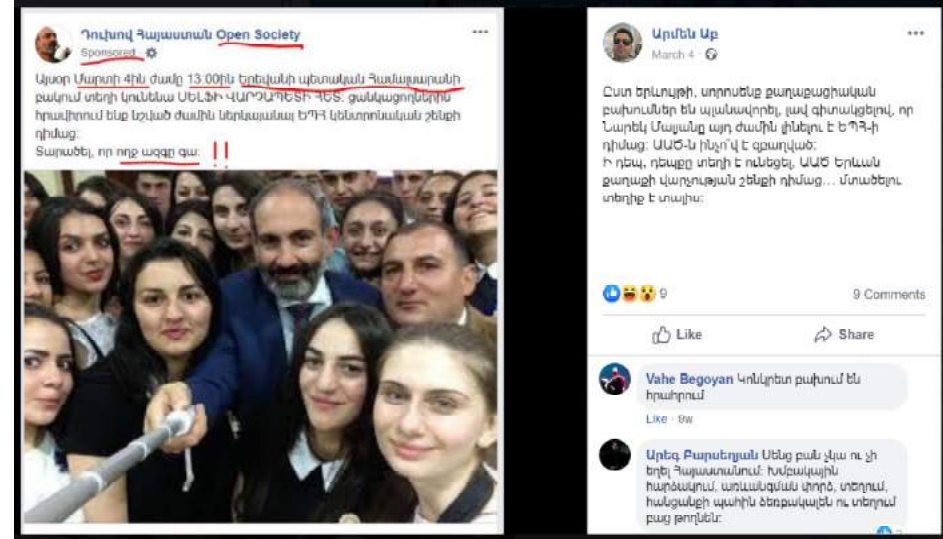 Դուխով Հայաստան Open Society
Sponsored
Այսօր Մարտի 4ին ժամը 13:00ին Երեվանի պետական Համալսարանի
բակում տեղի կունենա ՍԵԼՖԻ ՎԱՐՉԱՊԵՏԻ ՀԵՏ. ցանկացողներին
հրավիրում ենք նշված ժամին ներկայանալ ԵՊՀ կենտրոնական շենքի
դիմաց:
Տարածել, որ ողջ ազգը գա: !!
Արմեն Աբ
March 4
Ըստ երևույթի, սորոսենք քաղաքացիական
բախումներ են պլանավորել, լավ գիտակցելով, որ
Նարեկ Մալյանը այդ ժամին լինելու է ԵՊՀ-ի
դիմաց: ԱԱԾ-ն ինչո՞վ է զբաղված:
Ի դեպ, դեպքը տեղի է ունեցել, ԱԱԾ Երևան
քաղաքի վարչության շենքի դիմաց... մտածելու
տեղիք է տալիս:
9
9 Comments
Like
Share
Vahe Begoyan Կոնկրետ բախում են
հրահրում
Like · 9w
Արեգ Բարսեղյան Սենց բան չկա ու չի
եղել Հայաստանում: Խմբակային
հարձակում, առևանգման փորձ, տեղում,
հանցանքի պահին ձեռքակալեն ու տեղում
բաց թողնեն: